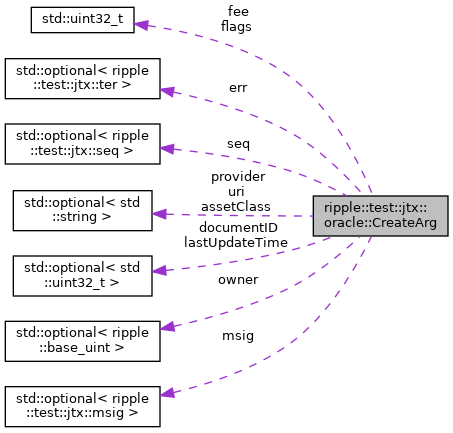 std::uint32_t
fee
flags
std::optional< ripple
::test::jtx::ter >
err
std::optional< ripple
::test::jtx::seq >
seq
provider
uri
assetClass
std::optional< std
::string >
ripple::test::jtx::
oracle::CreateArg
documentID
lastUpdateTime
std::optional< std
::uint32_t >
owner
std::optional< ripple
::base_uint >
msig
std::optional< ripple
::test::jtx::msig >